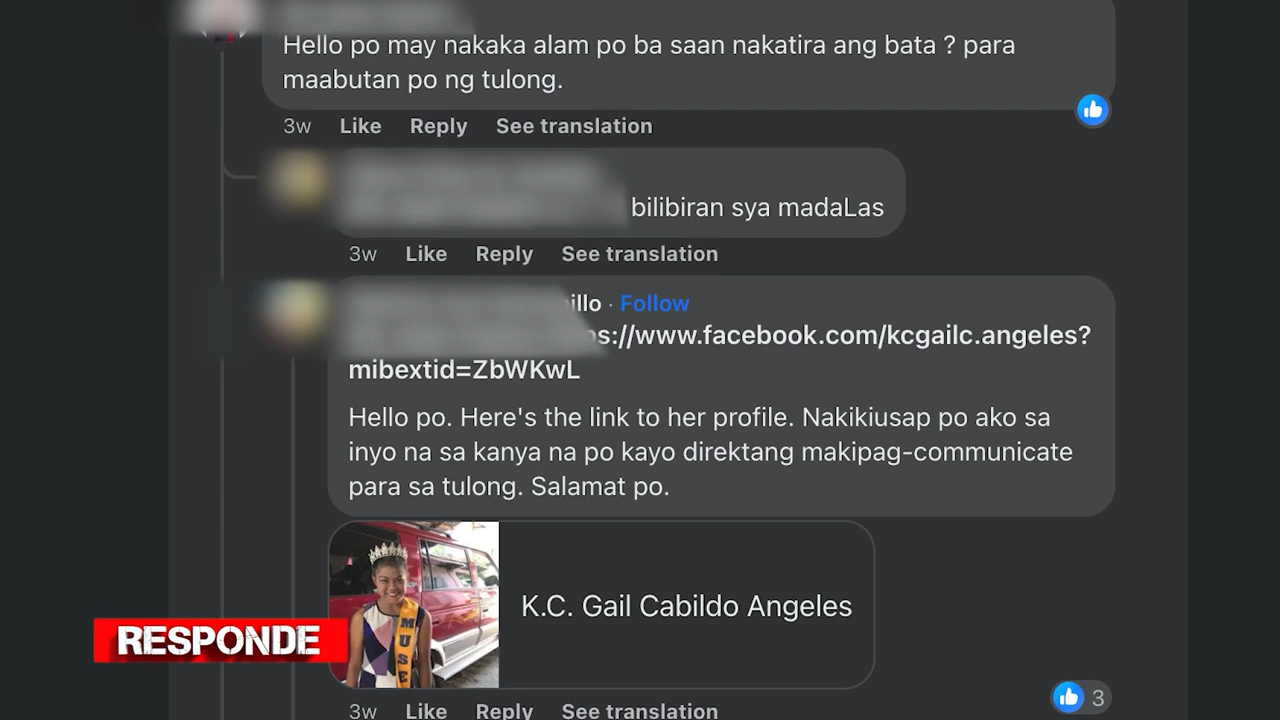 Hello po may nakaka alam po ba saan nakatira ang bata ? para
maabutan po ng tulong.
3w Like Reply See translation
bilibiran sya madaLas
3w Like Reply See translation
illo · Follow
s://www.facebook.com/kcgailc.angeles?
mibextid=ZbWKwL
Hello po. Here's the link to her profile. Nakikiusap po ako sa
inyo na sa kanya na po kayo direktang makipag-communicate
para sa tulong. Salamat po.
MUSE
K.C. Gail Cabildo Angeles
RESPONDE
3
3w Like Reply See translation